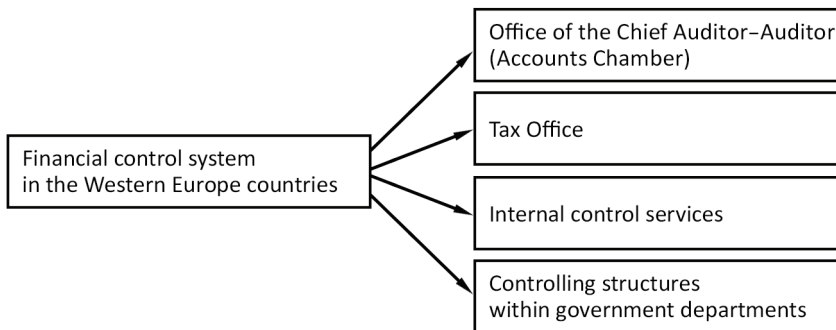 Office of the Chief Auditor–Auditor
(Accounts Chamber)
Tax Office
Financial control system
in the Western Europe countries
Internal control services
Controlling structures
within government departments